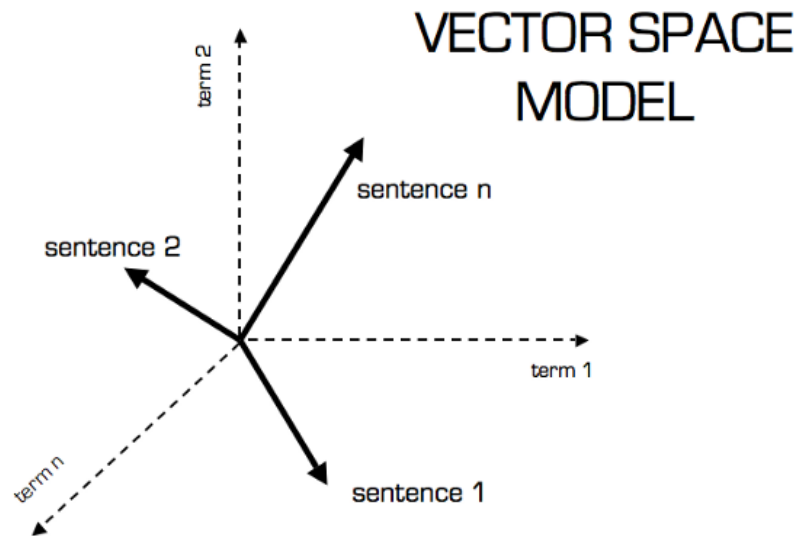 VECTOR SPACE
MODEL
term 2
sentence n
sentence 2
term 1
term n
sentence 1